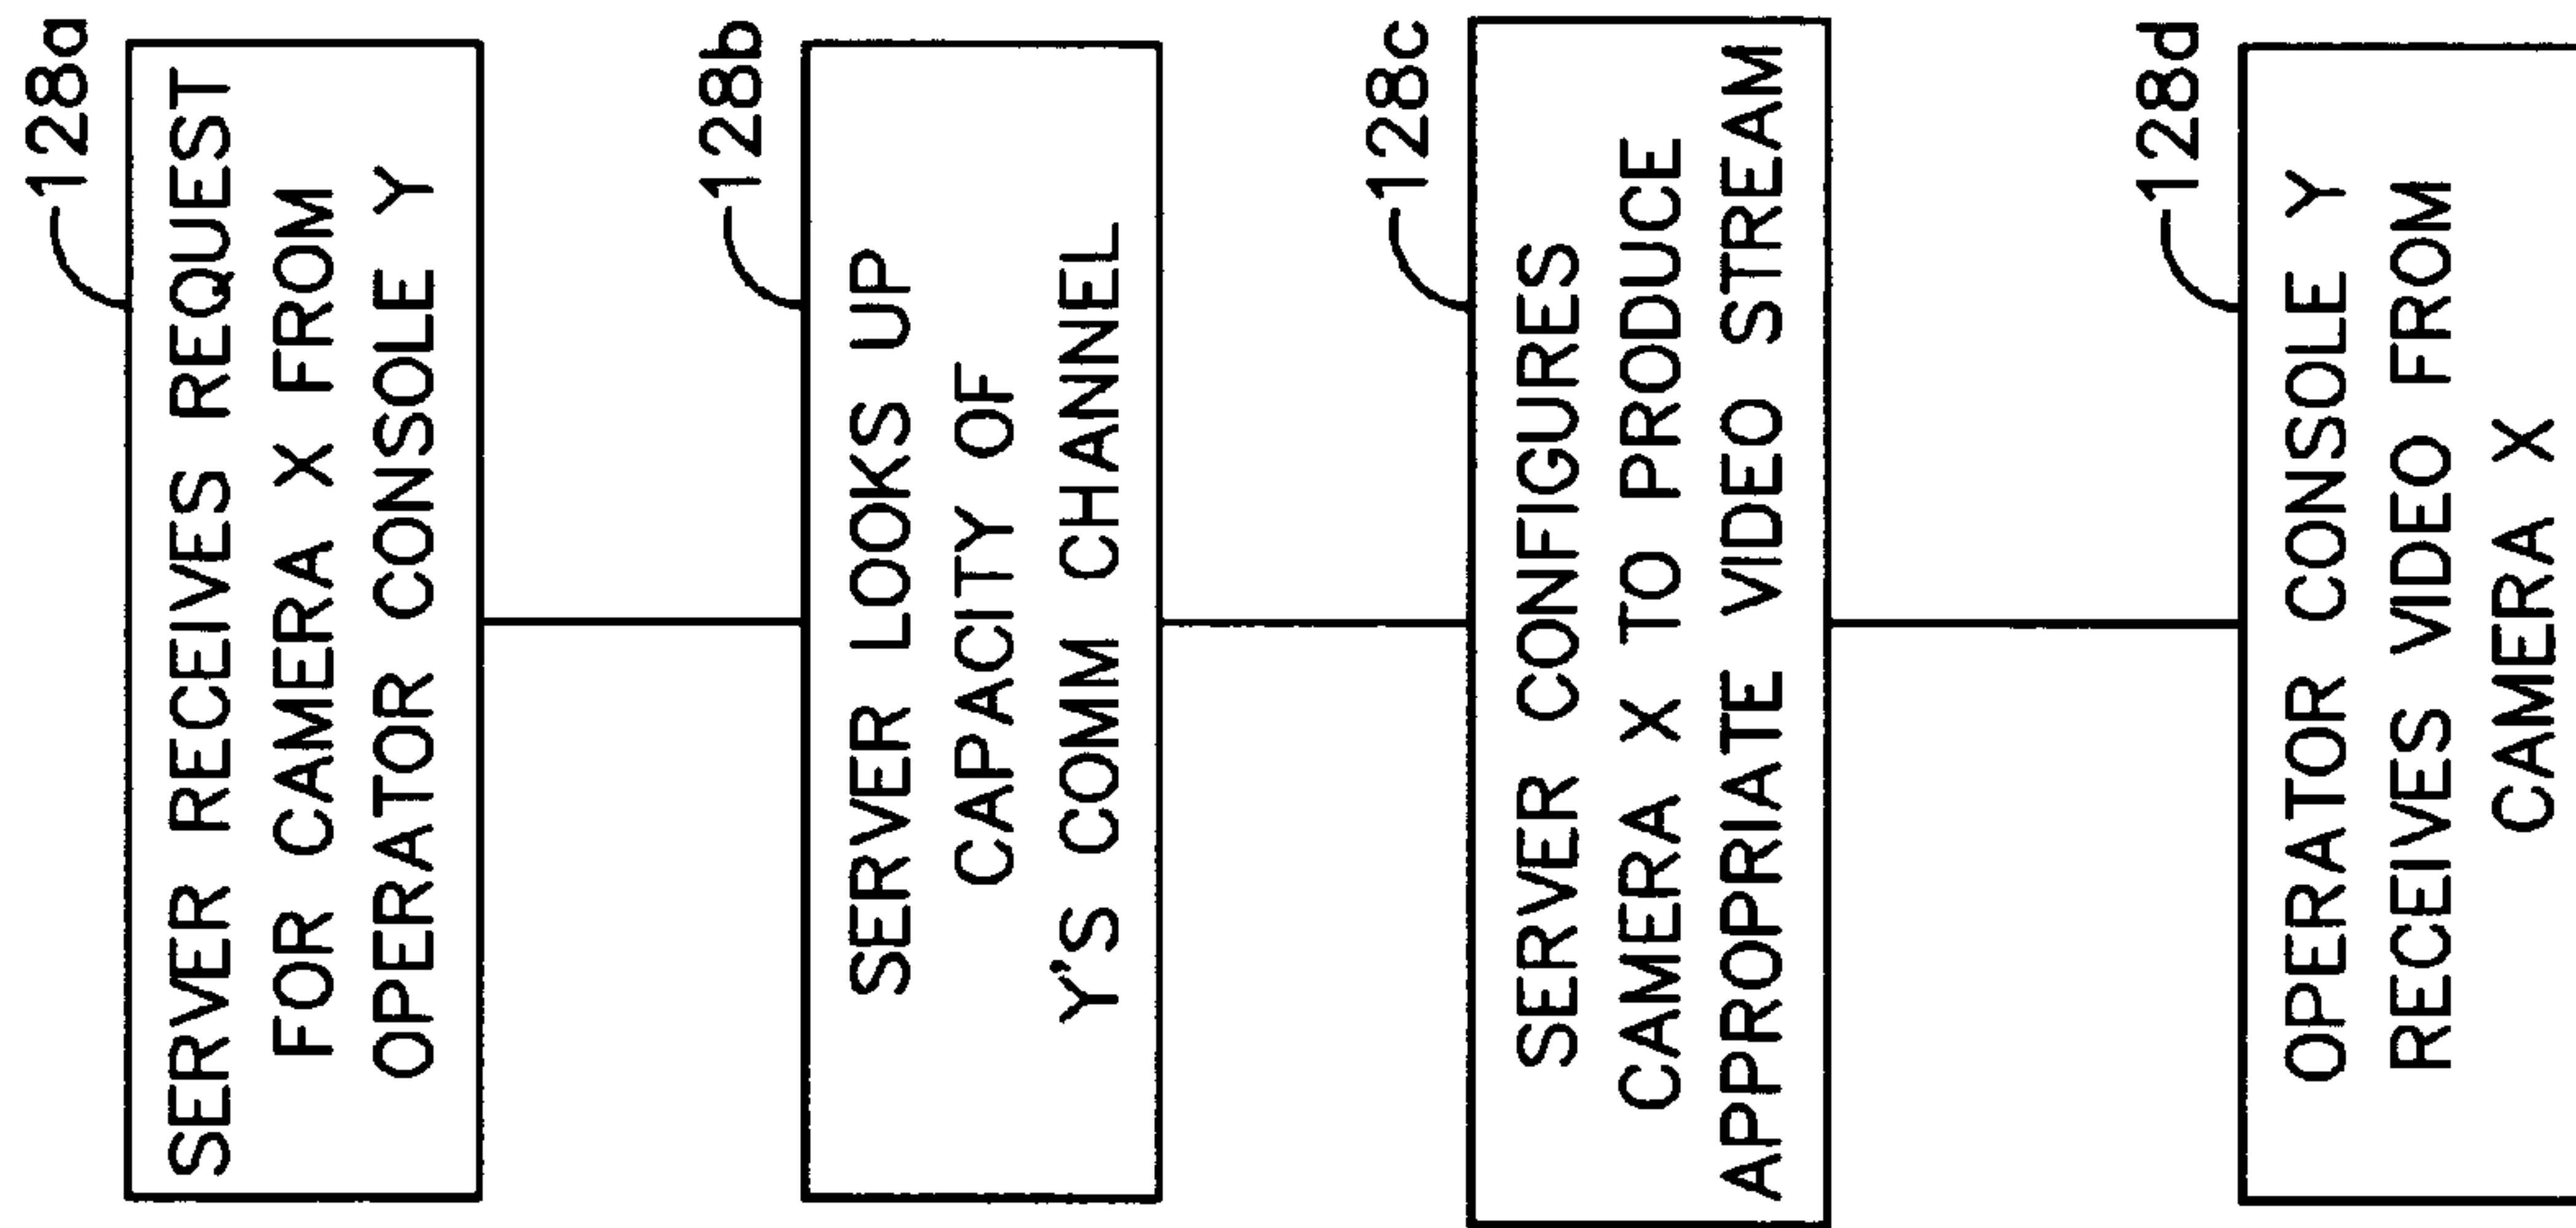 128a
SERVER RECEIVES REQUEST
FOR CAMERA X FROM
OPERATOR CONSOLE Y
128b
SERVER LOOKS UP
CAPACITY OF
Y'S COMM CHANNEL
128c
SERVER CONFIGURES
CAMERA X TO PRODUCE
APPROPRIATE VIDEO STREAM
128d
OPERATOR CONSOLE Y
RECEIVES VIDEO FROM
CAMERA X